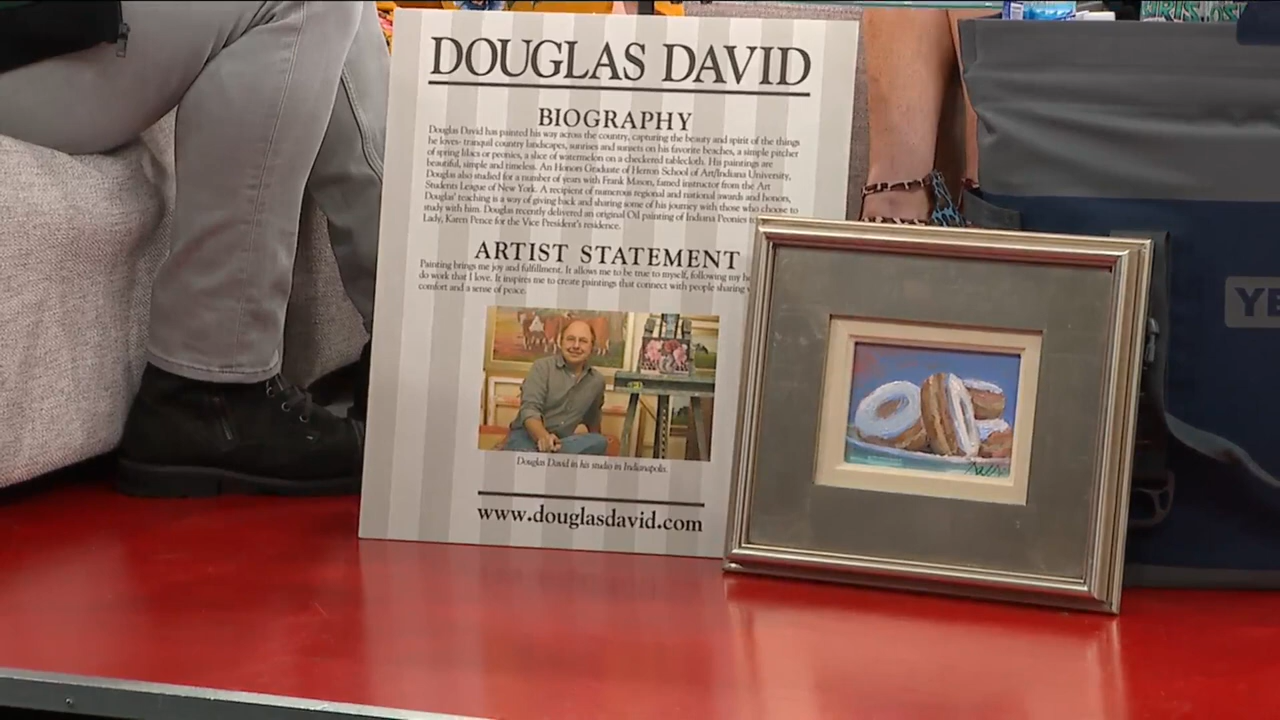 DOUGLAS DAVID
BIOGRAPHY
Douglas David has painted his way across the country, capturing the beauty and spirit of the things
he loves- tranquil country landscapes, sunrises and sunsets on his favorite beaches, a simple pitcher
of spring lilacs or peonies, a slice of watermelon on a checkered tablecloth. His paintings are
beautiful, simple and timeless. An Honors Graduate of Herron School of Art/Indiana University,
Douglas also studied for a number of years with Frank Mason, famed instructor from the Art
Students League of New York. A recipient of numerous regional and national awards and honors,
Douglas' teaching is a way of giving back and sharing some of his journey with those who choose to
study with him. Douglas recently delivered an original Oil painting of Indiana Peonies to
Lady, Karen Pence for the Vice President's residence.
ARTIST STATEMENT
Painting brings me joy and fulfillment. It allows me to be true to myself, following my
do work that I love. It inspires me to create paintings that connect with people sharing
comfort and a sense of peace.
Douglas David in his studio in Indianapolis.
www.douglasdavid.com
YE